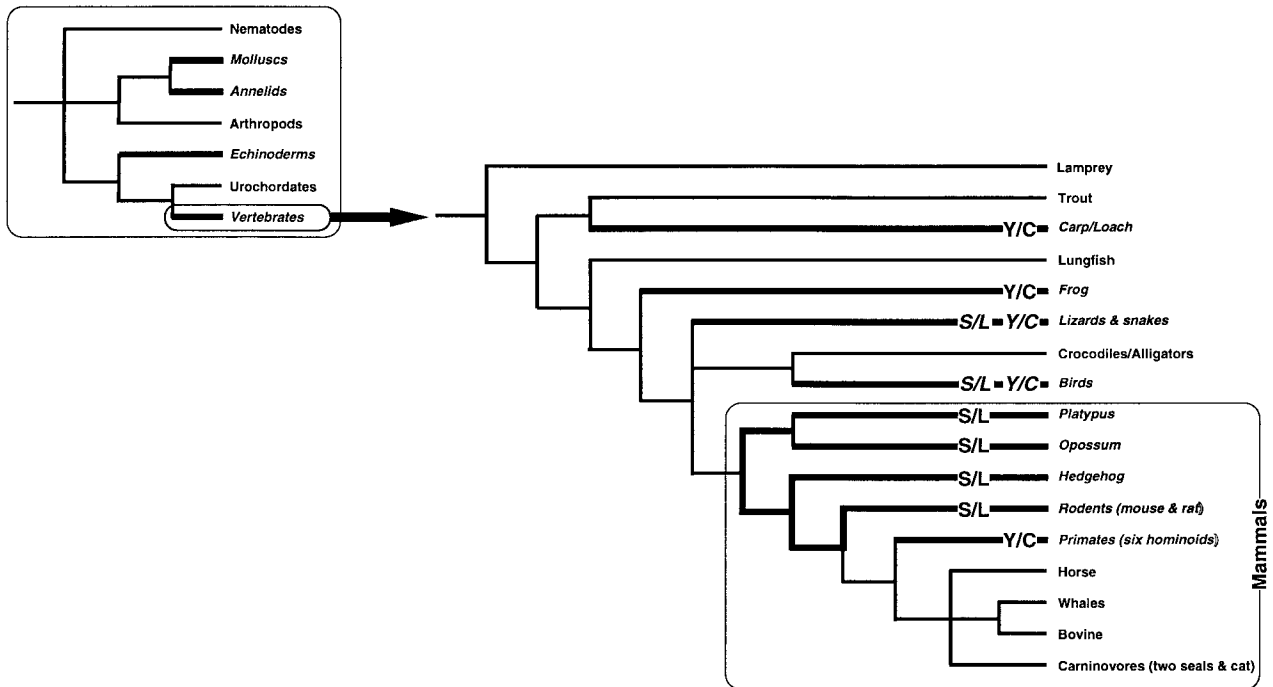 Nematodes
Molluscs
Annelids
Arthropods
Echinoderms
Urochordates
Vertebrates
Lamprey
Trout
Y/C Carp/Loach
Lungfish
Y/C Frog
S/L Y/C Lizards & snakes
Crocodiles/Alligators
S/L Y/C Birds
S/L Platypus
S/L Opossum
S/L Hedgehog
S/L Rodents (mouse & rat)
Y/C Primates (six hominoids)
Horse
Whales
Bovine
Carninovores (two seals & cat)
Mammals